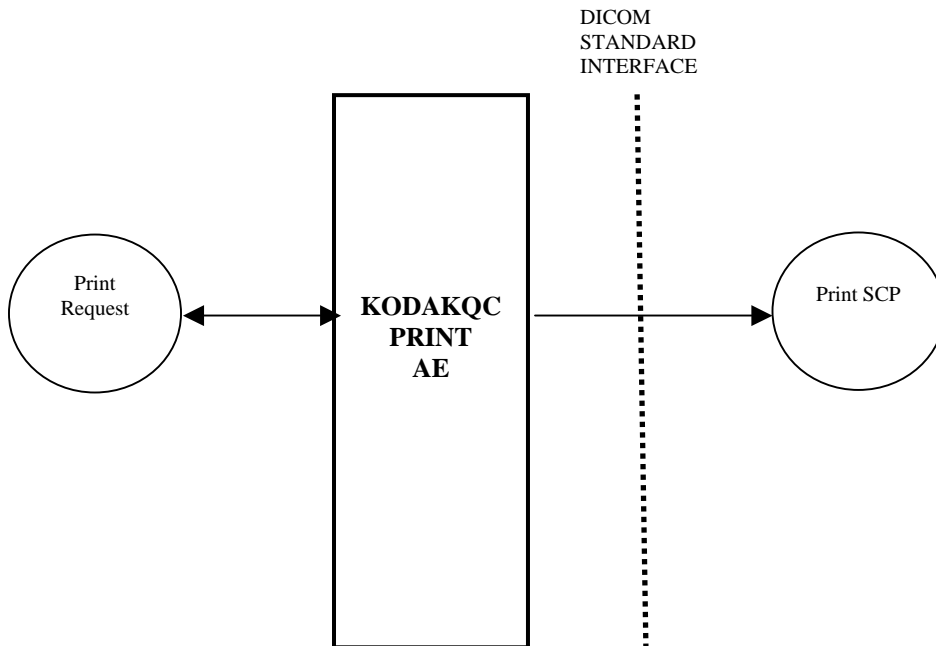 DICOM
STANDARD
INTERFACE
Print
Request
KODAKQC
PRINT
AE
Print SCP